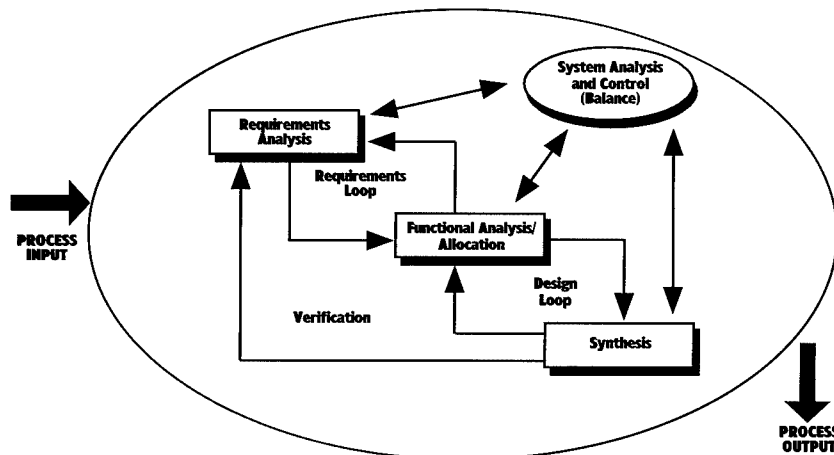 System Analysis
and Control
(Balance)
Requirements
Analysis
Requirements
Loop
PROCESS
INPUT
Functional Analysis/
Allocation
Design
Loop
Verification
Synthesis
PROCESS
OUTPUT